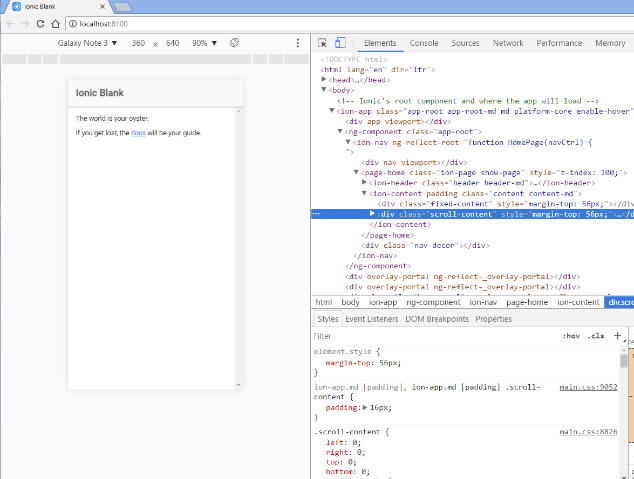 Ionic Blank
localhost:8100
Galaxy Note 3 ▼ 360 × 640 90% ▼
Elements Console Sources Network Performance Memory
Ionic Blank
The world is your oyster.
If you get lost, the docs will be your guide.
<!DOCTYPE html>
<html lang="en" dir="ltr">
▶<head>…</head>
▼<body>
<!-- Ionic's root component and where the app will load -->
▼<ion-app class="app-root app-root-md md platform-core enable-hover"
<div app-viewport></div>
▼<ng-component class="app-root">
▼<ion-nav ng-reflect-root="function HomePage(navCtrl) {
">
<div nav-viewport></div>
▼<page-home class="ion-page show-page" style="z-index: 100;">
▶<ion-header class="header header-md">…</ion-header>
▼<ion-content padding class="content content-md">
<div class="fixed-content" style="margin-top: 56px;"></div>
▶<div class="scroll-content" style="margin-top: 56px;">…</d
</ion-content>
</page-home>
<div class="nav-decor"></div>
</ion-nav>
</ng-component>
<div overlay-portal ng-reflect-_overlay-portal></div>
<div overlay-portal ng-reflect-_overlay-portal></div>
html body ion-app ng-component ion-nav page-home ion-content div.scro
Styles Event Listeners DOM Breakpoints Properties
Filter :hov .cls +
element.style {
margin-top: 56px;
}
ion-app.md [padding], ion-app.md [padding] .scroll- main.css:9052
content {
padding:▶16px;
}
.scroll-content { main.css:8826
left: 0;
right: 0;
top: 0;
bottom: 0;